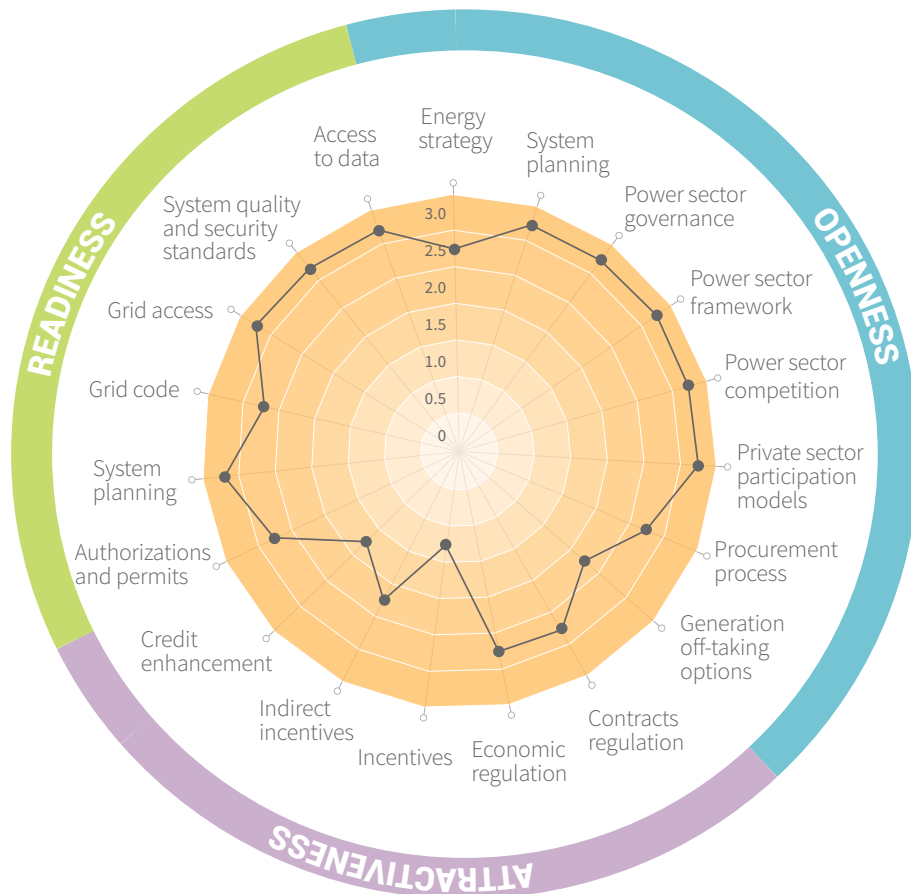 Energy
strategy
System
planning
Power sector
governance
Power sector
framework
Power sector
competition
Private sector
participation
models
Procurement
process
Generation
off-taking
options
Contracts
regulation
Economic
regulation
Incentives
Indirect
incentives
Credit
enhancement
Authorizations
and permits
System
planning
Grid code
Grid access
System quality
and security
standards
Access
to data
3.0
2.5
2.0
1.5
1.0
0.5
0
OPENNESS
ATTRACTIVENESS
READINESS